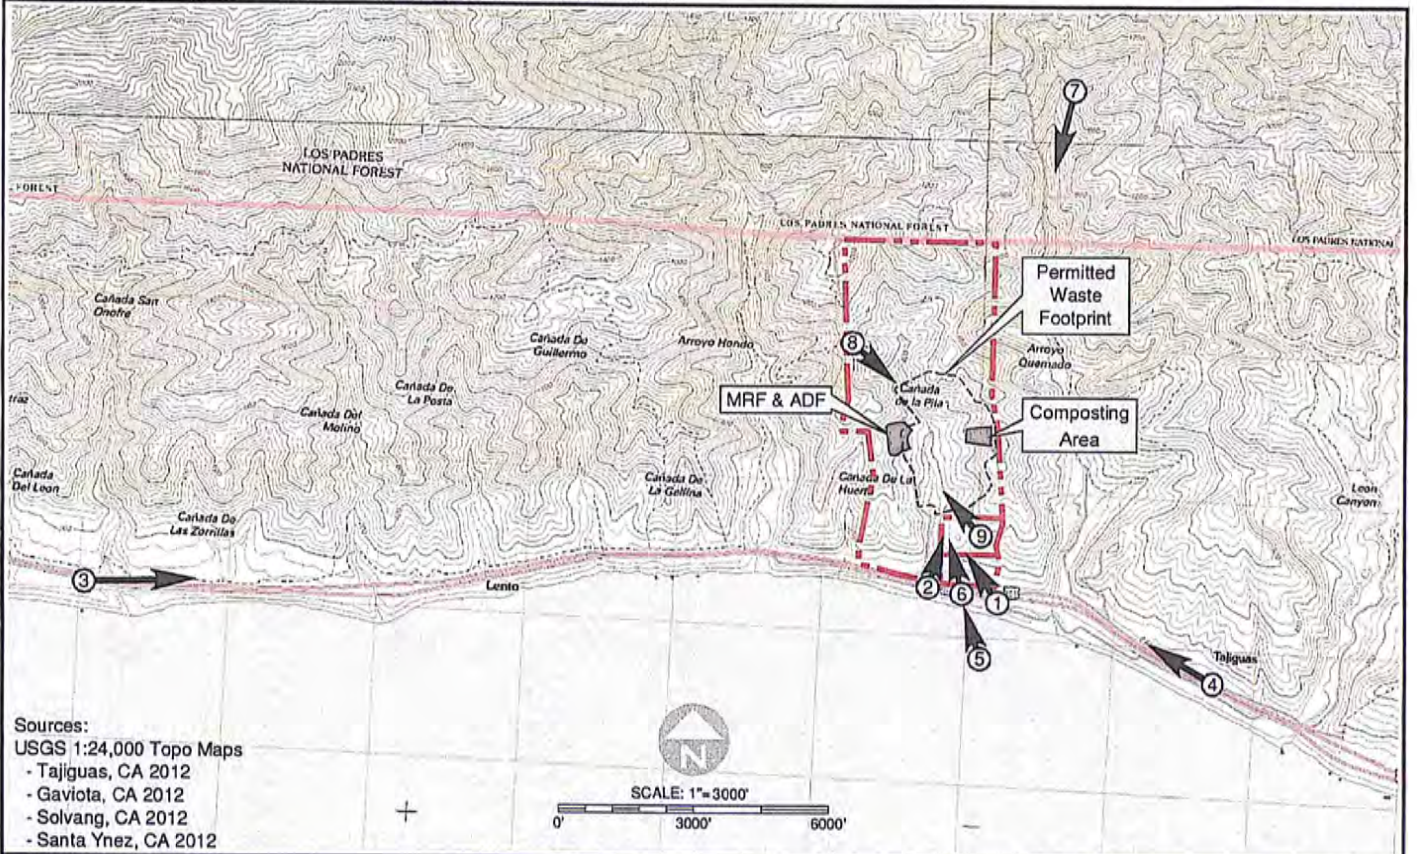 LOS PADRES
NATIONAL FOREST
FOREST
LOS PADRES NATIONAL FOREST
LOS PADRES NATIONAL
7
Permitted
Waste
Footprint
Cañada San
Onofre
Cañada De
Guillermo
Arroyo Hondo
8
Arroyo
Quemado
Cañada De
La Posta
MRF & ADF
Cañada
de la Pila
Cañada Del
Molino
Composting
Area
Cañada
Del Leon
Cañada De
La Gallina
Cañada De La
Huerta
Leon
Canyon
Cañada De
Las Zorrillas
9
3
Lento
2
6
1
5
Tajiguas
4
Sources:
USGS 1:24,000 Topo Maps
- Tajiguas, CA 2012
- Gaviota, CA 2012
- Solvang, CA 2012
- Santa Ynez, CA 2012
N
SCALE: 1"=3000'
0'
3000'
6000'